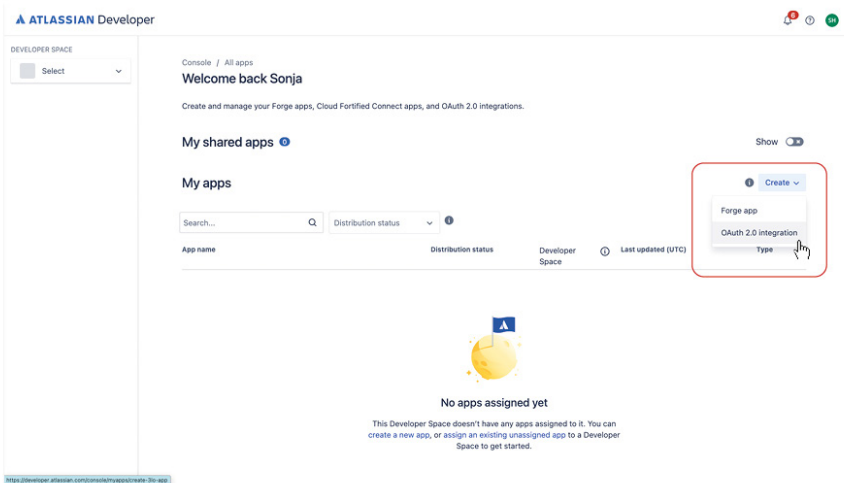 ATLASSIAN Developer
6
SH
DEVELOPER SPACE
Select
Console / All apps
Welcome back Sonja
Create and manage your Forge apps, Cloud Fortified Connect apps, and OAuth 2.0 integrations.
My shared apps 0
Show
My apps
Create
Forge app
OAuth 2.0 integration
Search...
Distribution status
App name
Distribution status
Developer
Space
Last updated (UTC)
Type
No apps assigned yet
This Developer Space doesn't have any apps assigned to it. You can
create a new app, or assign an existing unassigned app to a Developer
Space to get started.
https://developer.atlassian.com/console/myapps/create-3lo-app